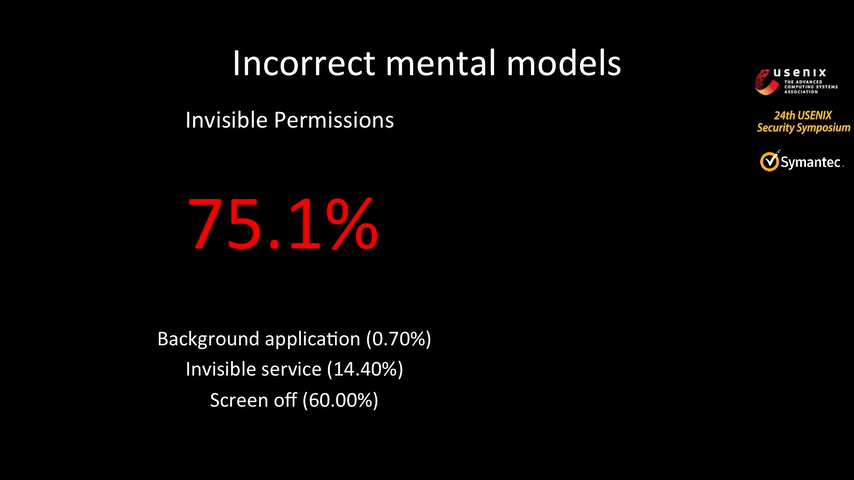 Incorrect mental models
Invisible Permissions
75.1%
Background application (0.70%)
Invisible service (14.40%)
Screen off (60.00%)
usenix
THE ADVANCED
COMPUTING SYSTEMS
ASSOCIATION
24th USENIX
Security Symposium
Symantec.